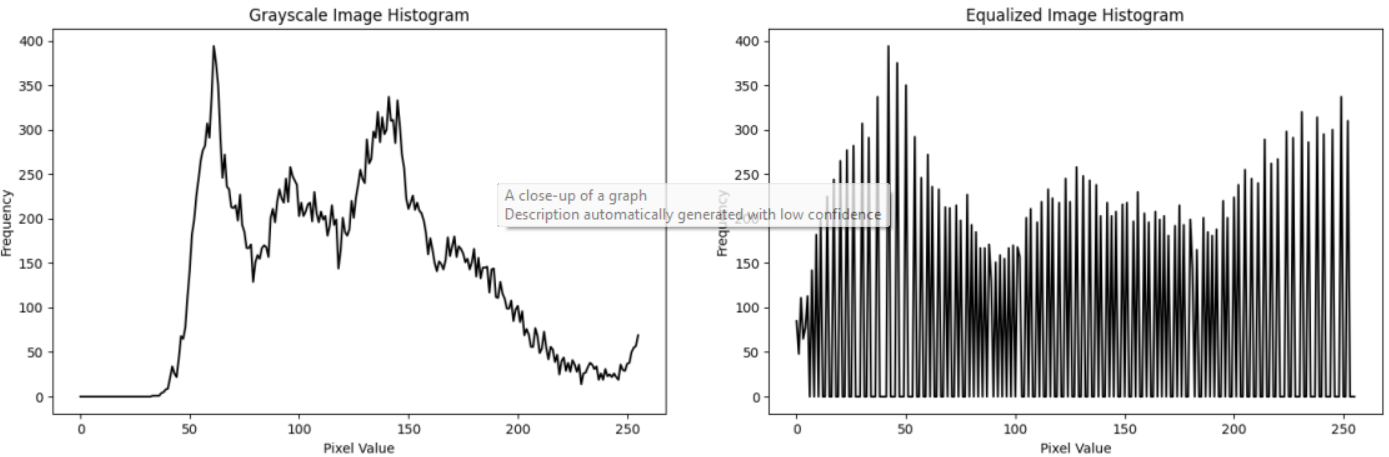 Grayscale Image Histogram
400
350
300
250
200
150
100
50
0
Frequency
0 50 100 150 200 250
Pixel Value
A close-up of a graph
Description automatically generated with low confidence
Equalized Image Histogram
400
350
300
250
200
150
100
50
0
Frequency
0 50 100 150 200 250
Pixel Value